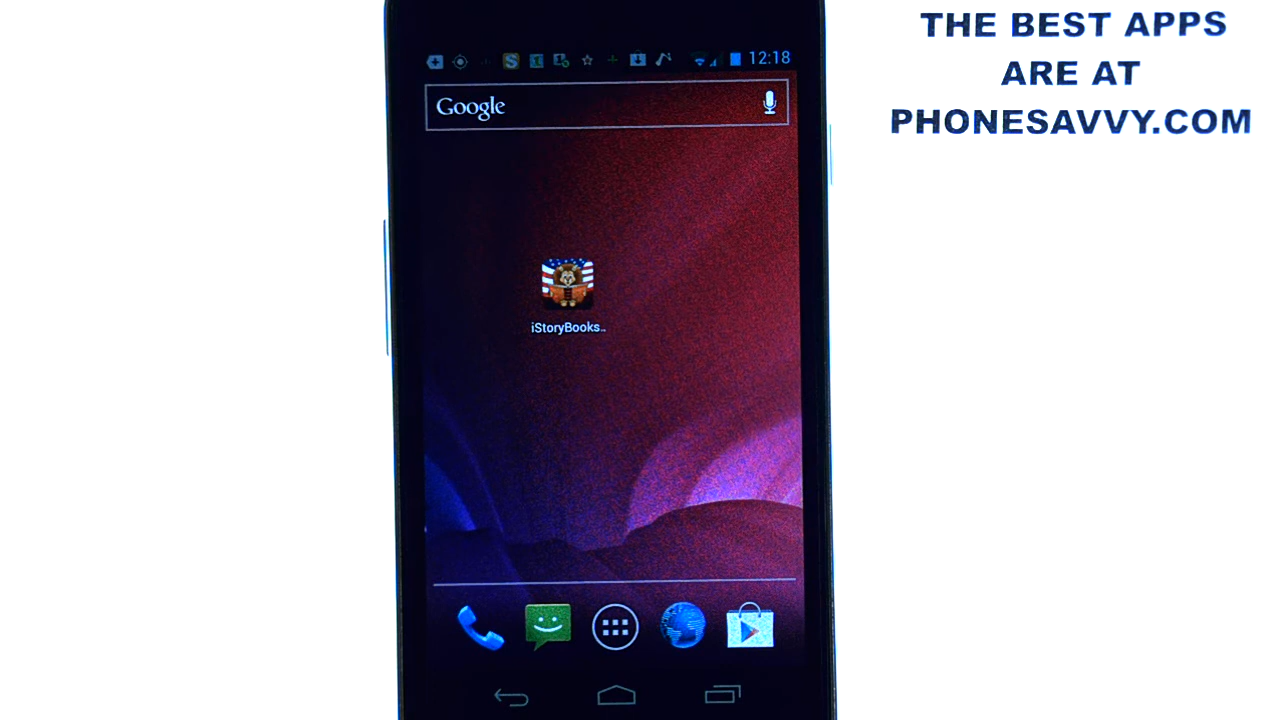 THE BEST APPS
ARE AT
PHONESAVVY.COM
12:18
Google
iStoryBooks..